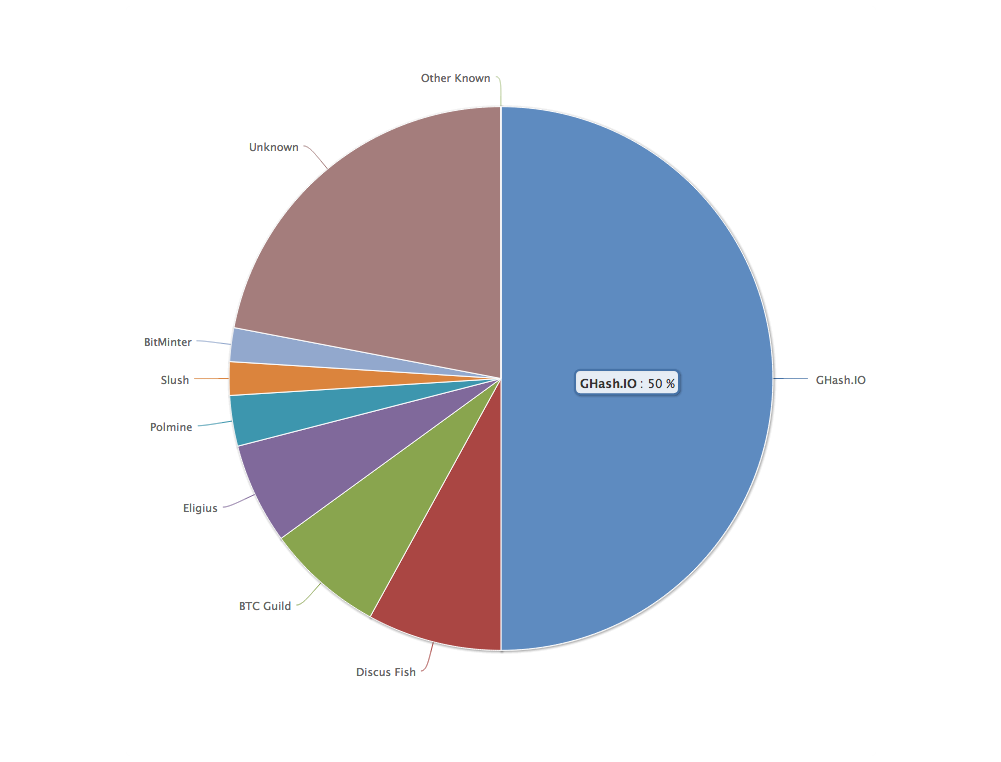 Other Known
Unknown
BitMinter
Slush
GHash.IO : 50 %
GHash.IO
Polmine
Eligius
BTC Guild
Discus Fish